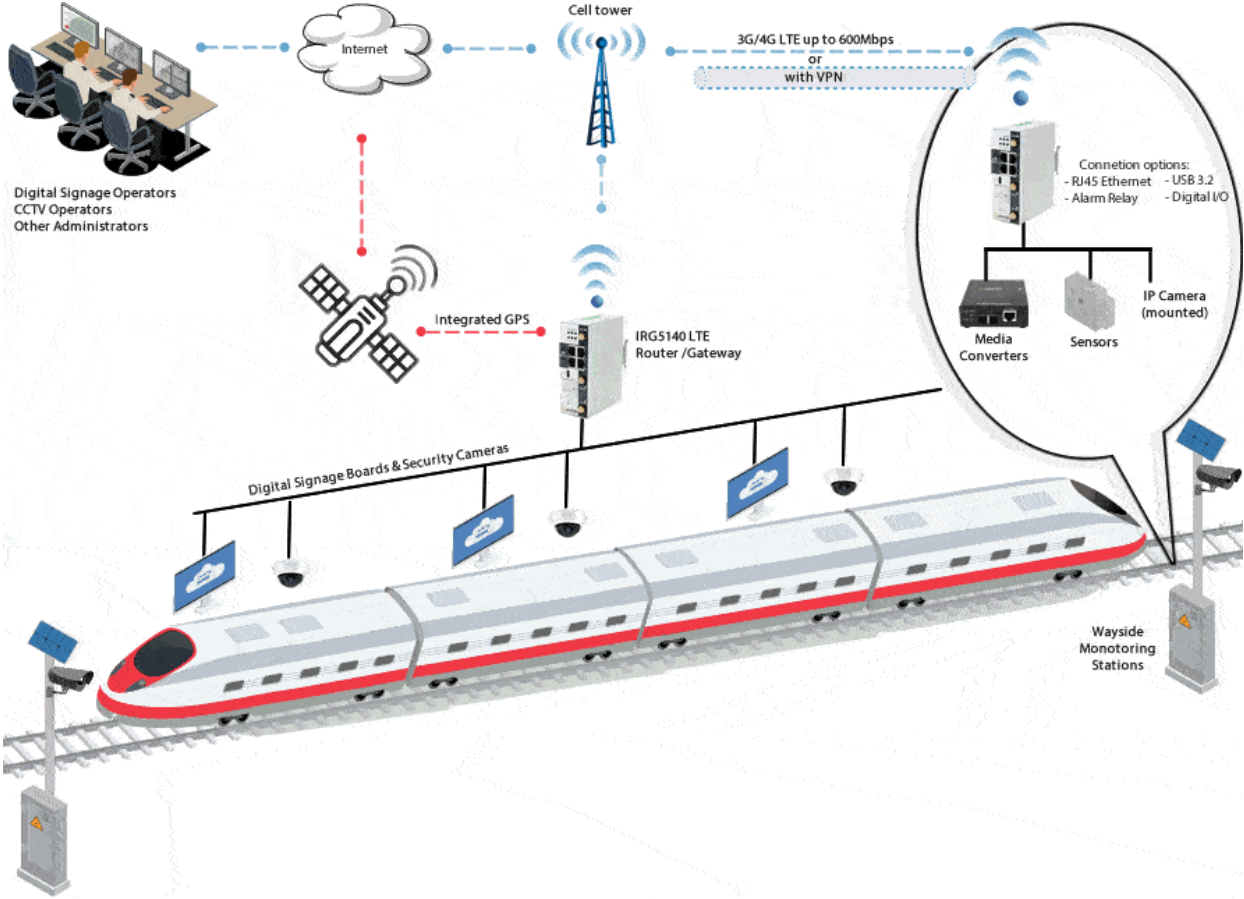 Cell tower
Internet
3G/4G LTE up to 600Mbps
or
with VPN
Digital Signage Operators
CCTV Operators
Other Administrators
Connetion options:
- RJ45 Ethernet - USB 3.2
- Alarm Relay - Digital I/O
Integrated GPS
IRG5140 LTE
Router /Gateway
Media
Converters
Sensors
IP Camera
(mounted)
Digital Signage Boards & Security Cameras
Wayside
Monotoring
Stations